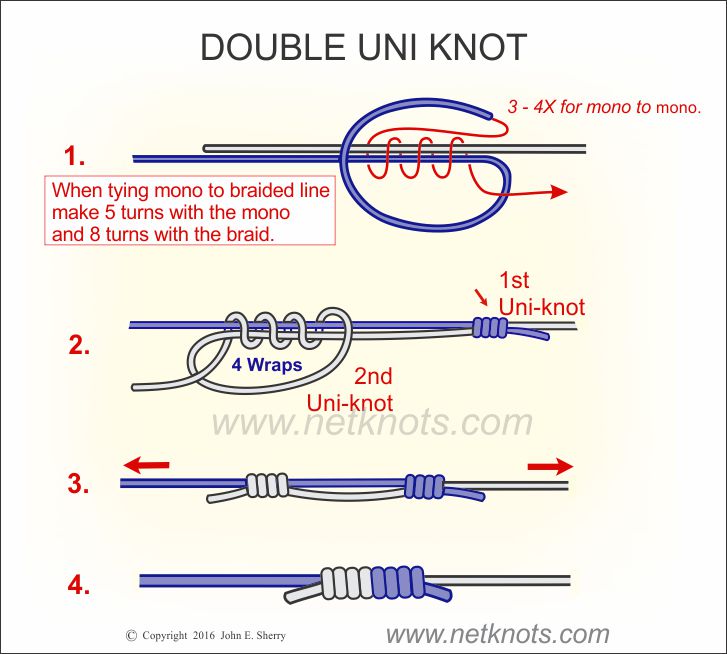 DOUBLE UNI KNOT
3 - 4X for mono to mono.
1.
When tying mono to braided line
make 5 turns with the mono
and 8 turns with the braid.
1st
Uni-knot
2.
4 Wraps
2nd
Uni-knot
www.netknots.com
3.
4.
© Copyright 2016 John E. Sherry
www.netknots.com